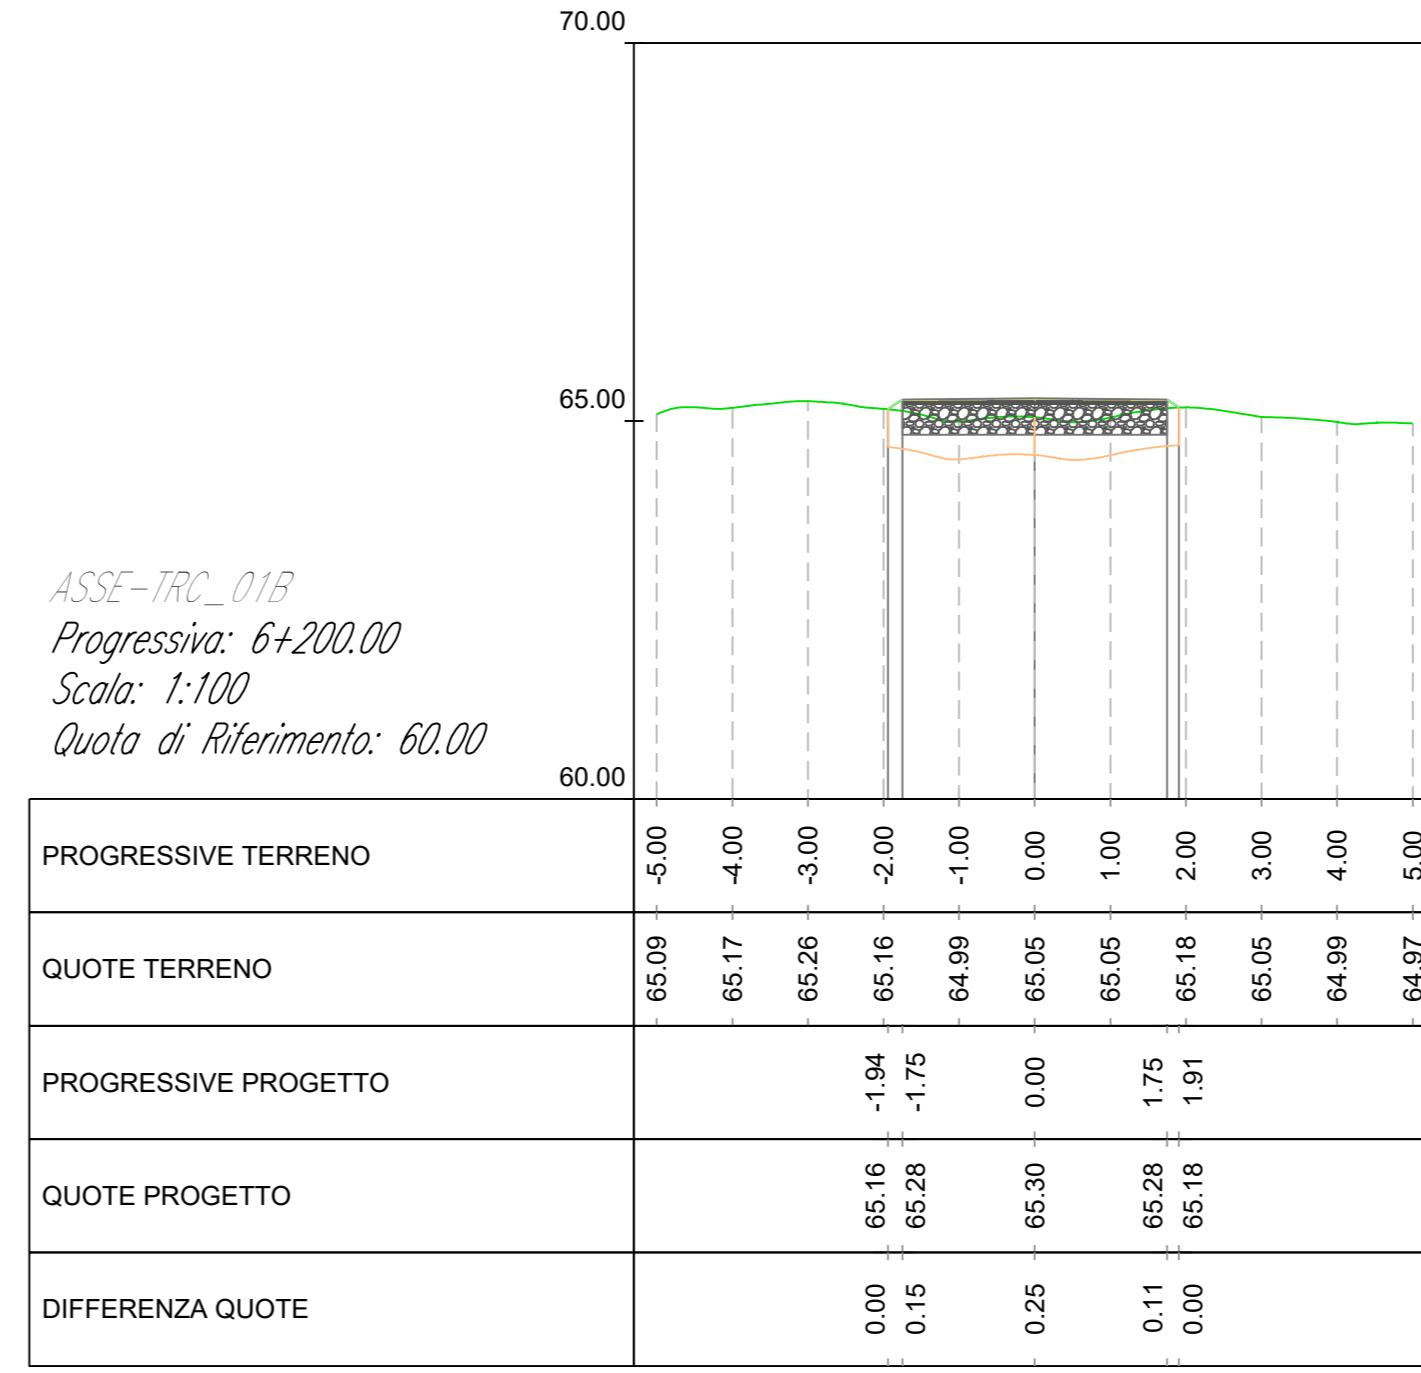 70.00
65.00
ASSE-TRC_01B
Progressiva: 6+200.00
Scala: 1:100
Quota di Riferimento: 60.00
60.00
PROGRESSIVE TERRENO -5.00 -4.00 -3.00 -2.00 -1.00 0.00 1.00 2.00 3.00 4.00 5.00
QUOTE TERRENO 65.09 65.17 65.26 65.16 64.99 65.05 65.05 65.18 65.05 64.99 64.97
PROGRESSIVE PROGETTO -1.94 -1.75 0.00 1.75 1.91
QUOTE PROGETTO 65.16 65.28 65.30 65.28 65.18
DIFFERENZA QUOTE 0.00 0.15 0.25 0.11 0.00